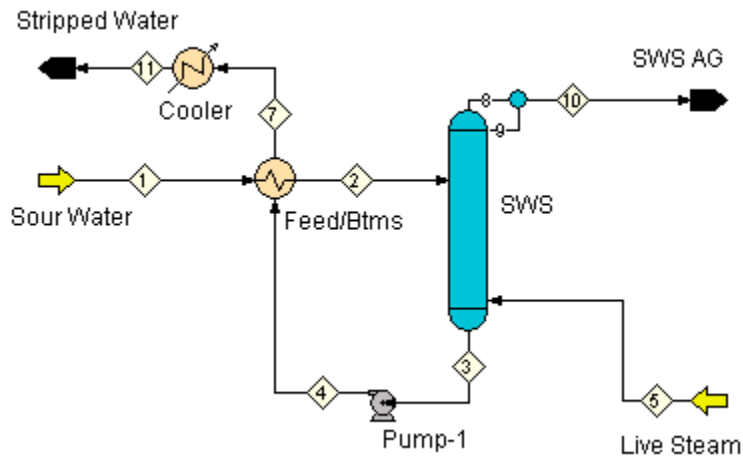 Stripped Water
SWS AG
11
8
10
Cooler
9
7
1
2
Sour Water
Feed/Btms
SWS
3
4
5
Pump-1
Live Steam